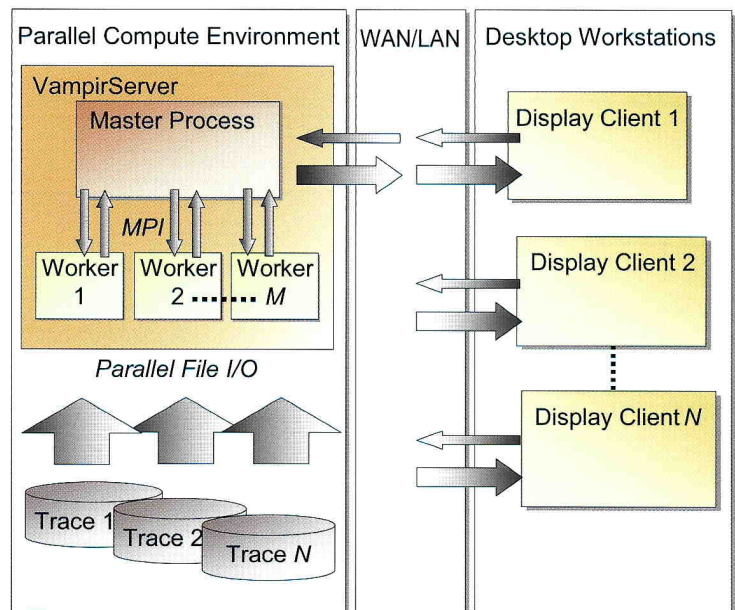 Parallel Compute Environment
WAN/LAN
Desktop Workstations
VampirServer
Master Process
MPI
Worker
1
Worker
2
Worker
M
Parallel File I/O
Trace 1
Trace 2
Trace N
Display Client 1
Display Client 2
Display Client N